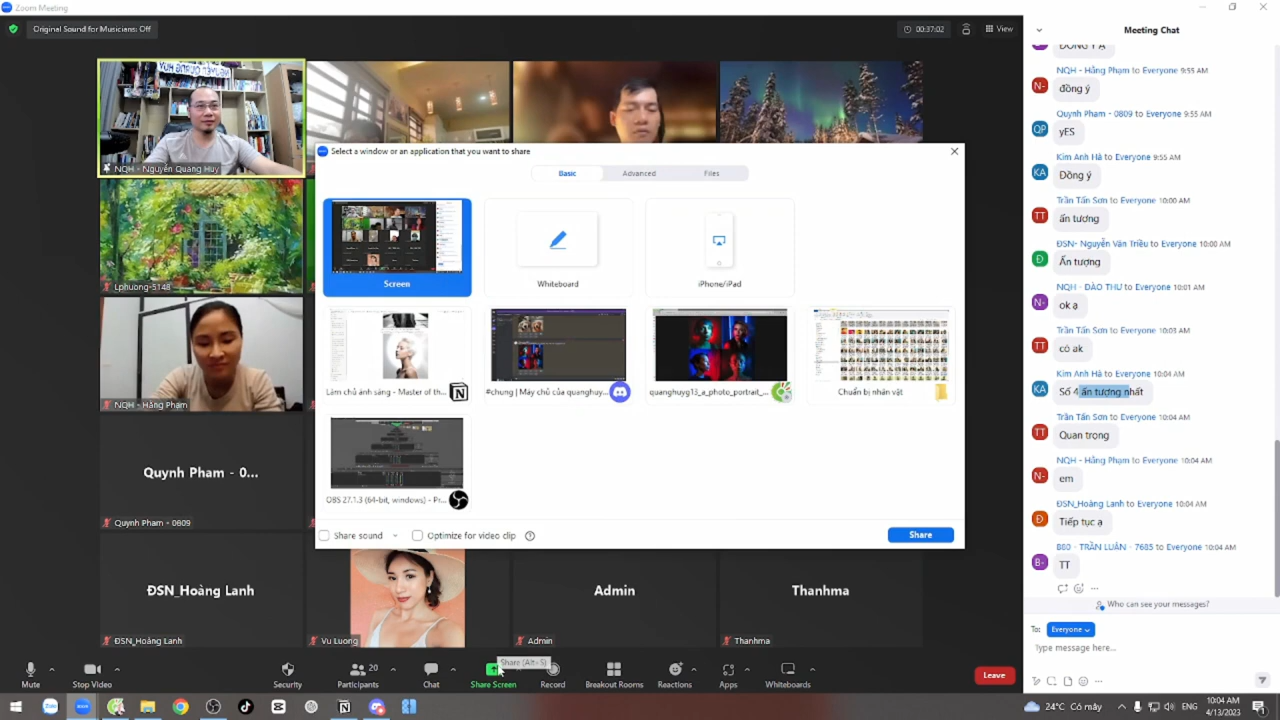 Zoom Meeting
Original Sound for Musicians: Off
00:37:02
View
NQH - Nguyễn Quang Huy
Lphuong-5148
NQH - Hằng Phạm
Quynh Pham - 0...
Quynh Pham - 0809
ĐSN_Hoàng Lanh
ĐSN_Hoàng Lanh
Vu Luong
Admin
Admin
Thanhma
Thanhma
Select a window or an application that you want to share
Basic
Advanced
Files
Screen
Whiteboard
iPhone/iPad
Làm chủ ánh sáng - Master of th...
#chung | Máy chủ của quanghuy...
quanghuyg13_a_photo_portrait_...
Chuẩn bị nhân vật
OBS 27.1.3 (64-bit, windows) - Pr...
Share sound
Optimize for video clip
Share
Share (Alt+S)
Mute
Stop Video
Security
20
Participants
Chat
Share Screen
Record
Breakout Rooms
Reactions
Apps
Whiteboards
Leave
Meeting Chat
ĐỒNG Ý Ạ
NQH - Hằng Phạm to Everyone 9:55 AM
đồng ý
Quynh Pham - 0809 to Everyone 9:55 AM
yES
Kim Anh Hà to Everyone 9:55 AM
Đồng ý
Trần Tấn Sơn to Everyone 10:00 AM
ấn tượng
ĐSN- Nguyễn Văn Triều to Everyone 10:00 AM
Ấn tượng
NQH - ĐÀO THƯ to Everyone 10:01 AM
ok ạ
Trần Tấn Sơn to Everyone 10:03 AM
có ak
Kim Anh Hà to Everyone 10:04 AM
Số 4 ấn tượng nhất
Trần Tấn Sơn to Everyone 10:04 AM
Quan trọng
NQH - Hằng Phạm to Everyone 10:04 AM
em
ĐSN_Hoàng Lanh to Everyone 10:04 AM
Tiếp tục ạ
B80 - TRẦN LUÂN - 7685 to Everyone 10:04 AM
TT
Who can see your messages?
To:
Everyone
Type message here...
24°C Có mây
10:04 AM
4/13/2023